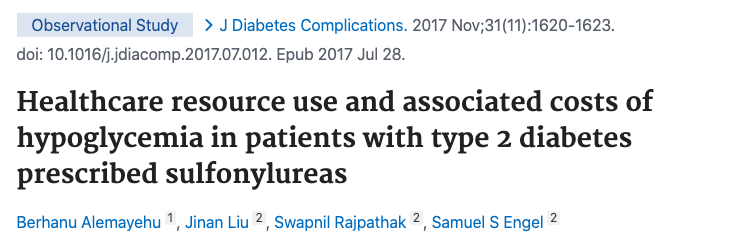 Observational Study > J Diabetes Complications. 2017 Nov;31(11):1620-1623.
doi: 10.1016/j.jdiacomp.2017.07.012. Epub 2017 Jul 28.
Healthcare resource use and associated costs of
hypoglycemia in patients with type 2 diabetes
prescribed sulfonylureas
Berhanu Alemayehu 1, Jinan Liu 2, Swapnil Rajpathak 2, Samuel S Engel 2